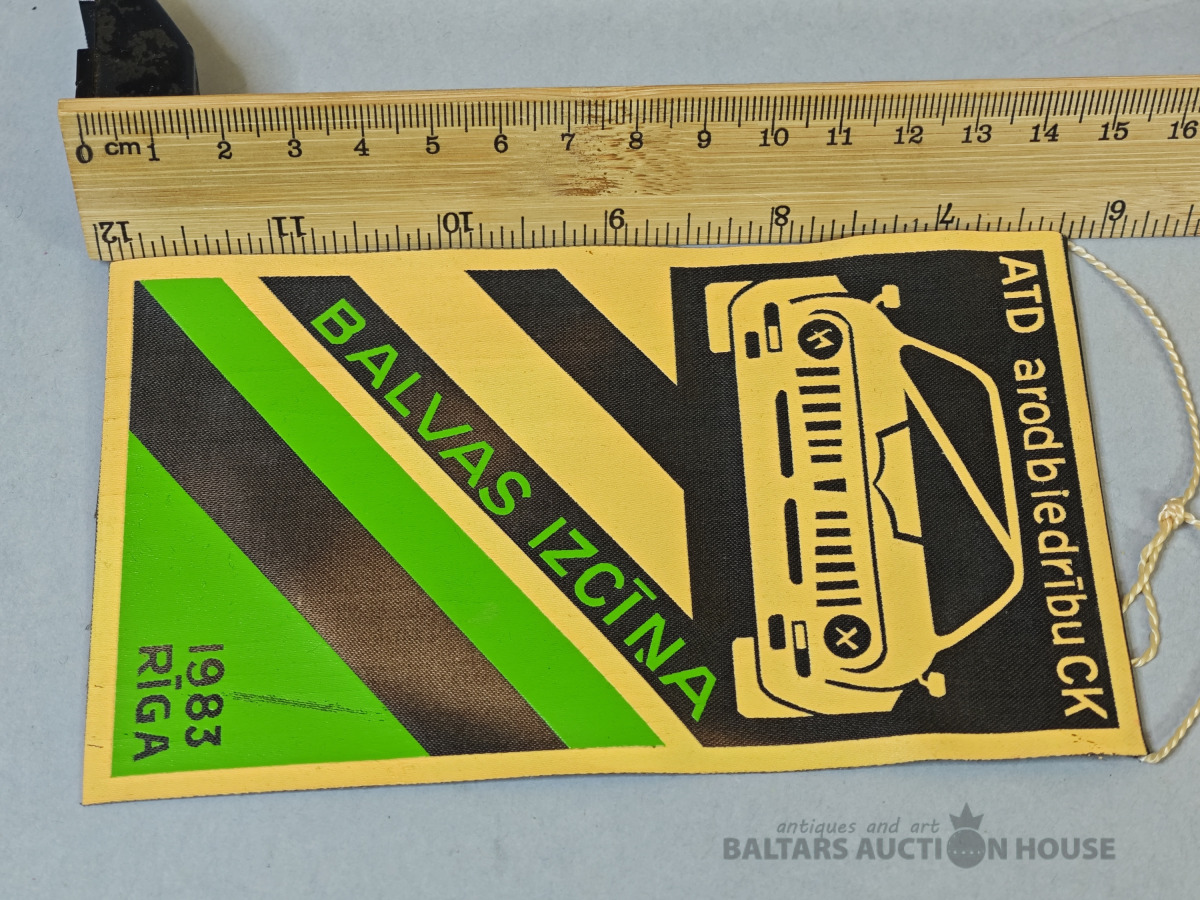 0 cm 1 2 3 4 5 6 7 8 9 10 11 12 13 14 15 16
12 11 10 9 8 7 6
ATD arodbiedrību CK
BALVAS IZCĪŅA
1983
RĪGA
antiques and art
BALTARS AUCTION HOUSE